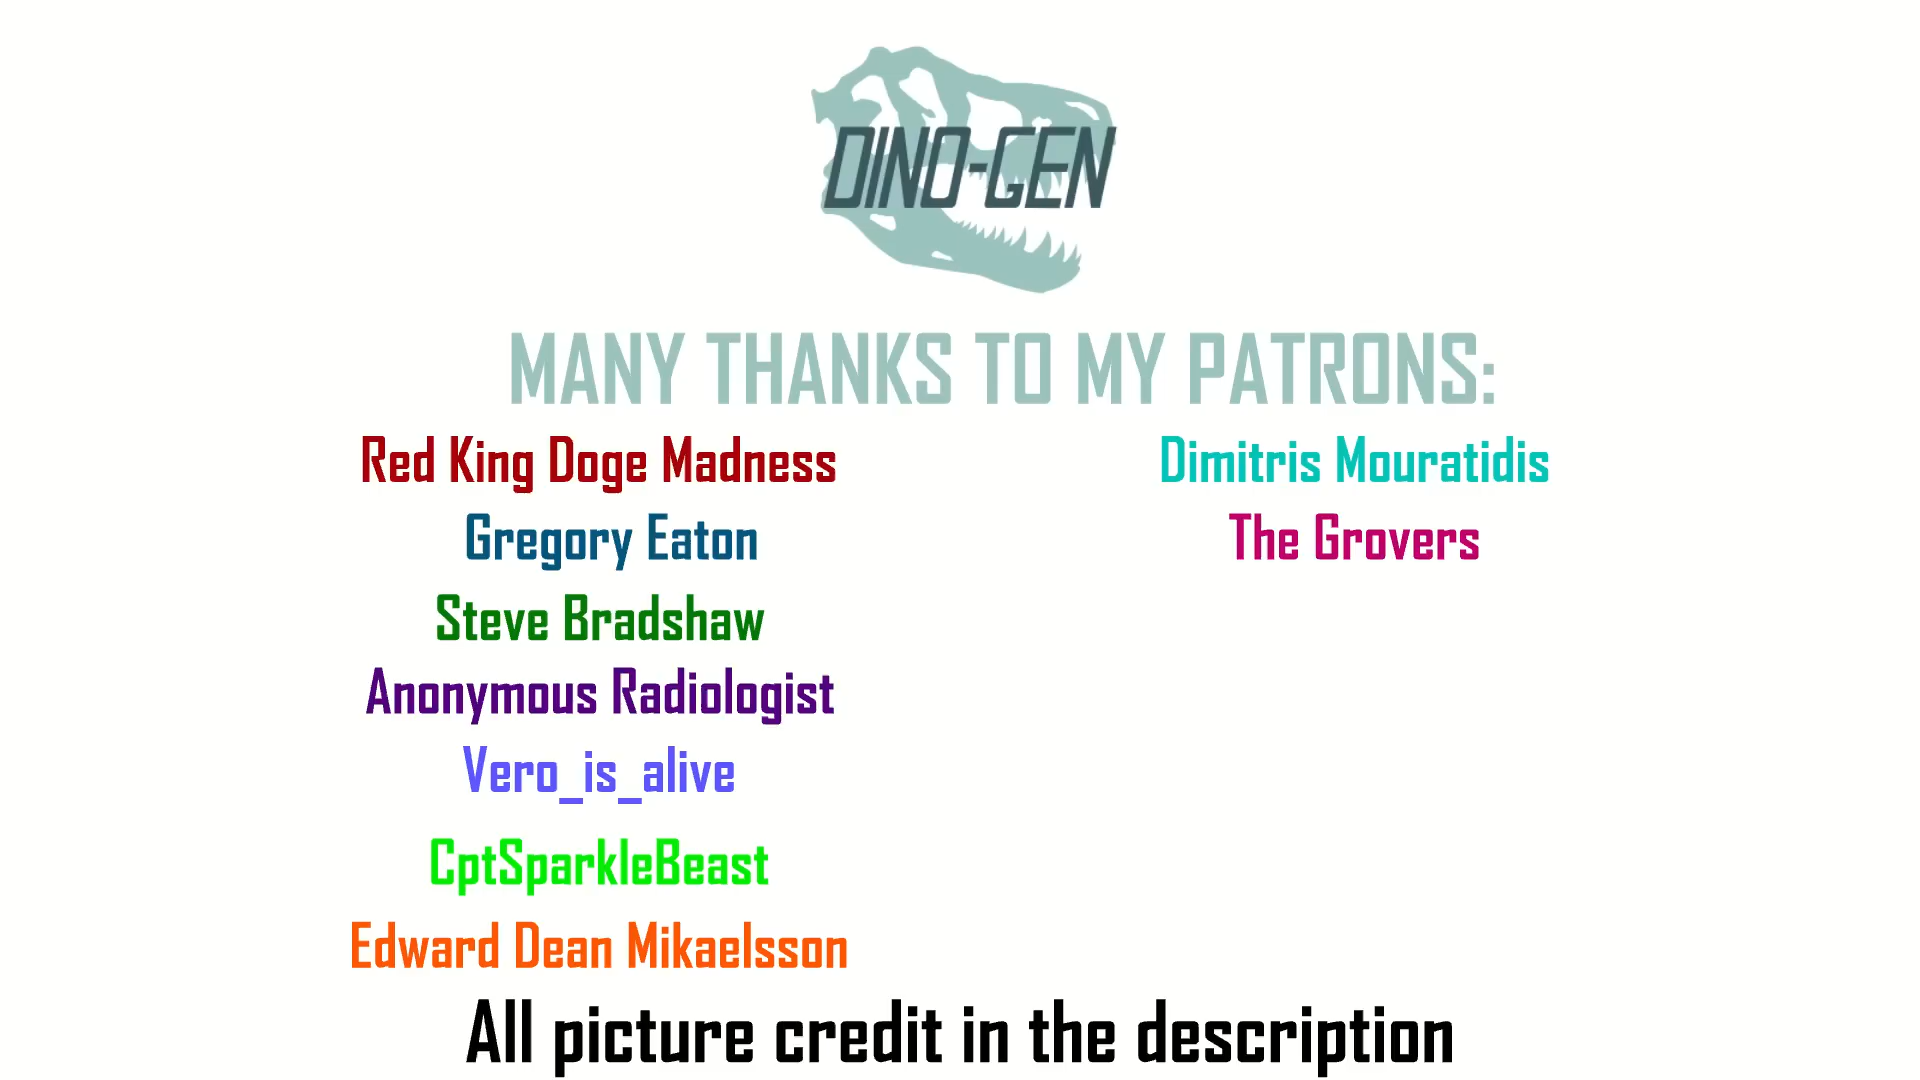 DINO-GEN
MANY THANKS TO MY PATRONS:
Red King Doge Madness
Gregory Eaton
Steve Bradshaw
Anonymous Radiologist
Vero_is_alive
CptSparkleBeast
Edward Dean Mikaelsson
Dimitris Mouratidis
The Grovers
All picture credit in the description